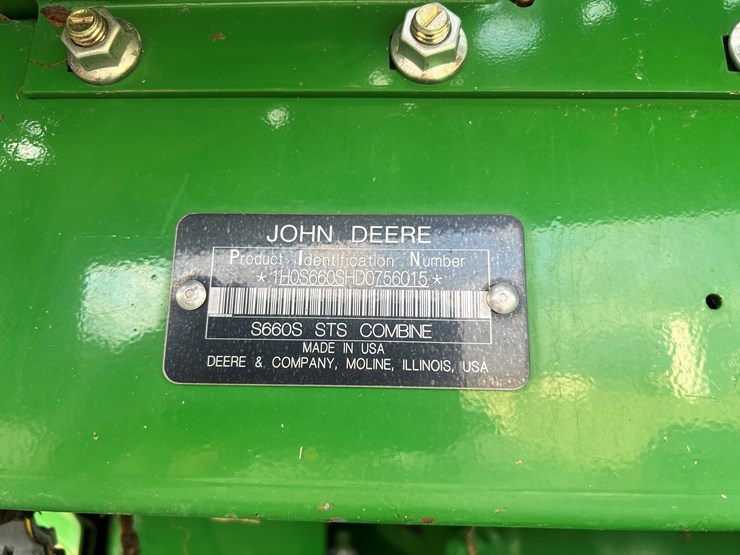 JOHN DEERE
Product Identification Number
*1H0S660SHD0756015*
S660S STS COMBINE
MADE IN USA
DEERE & COMPANY, MOLINE, ILLINOIS, USA